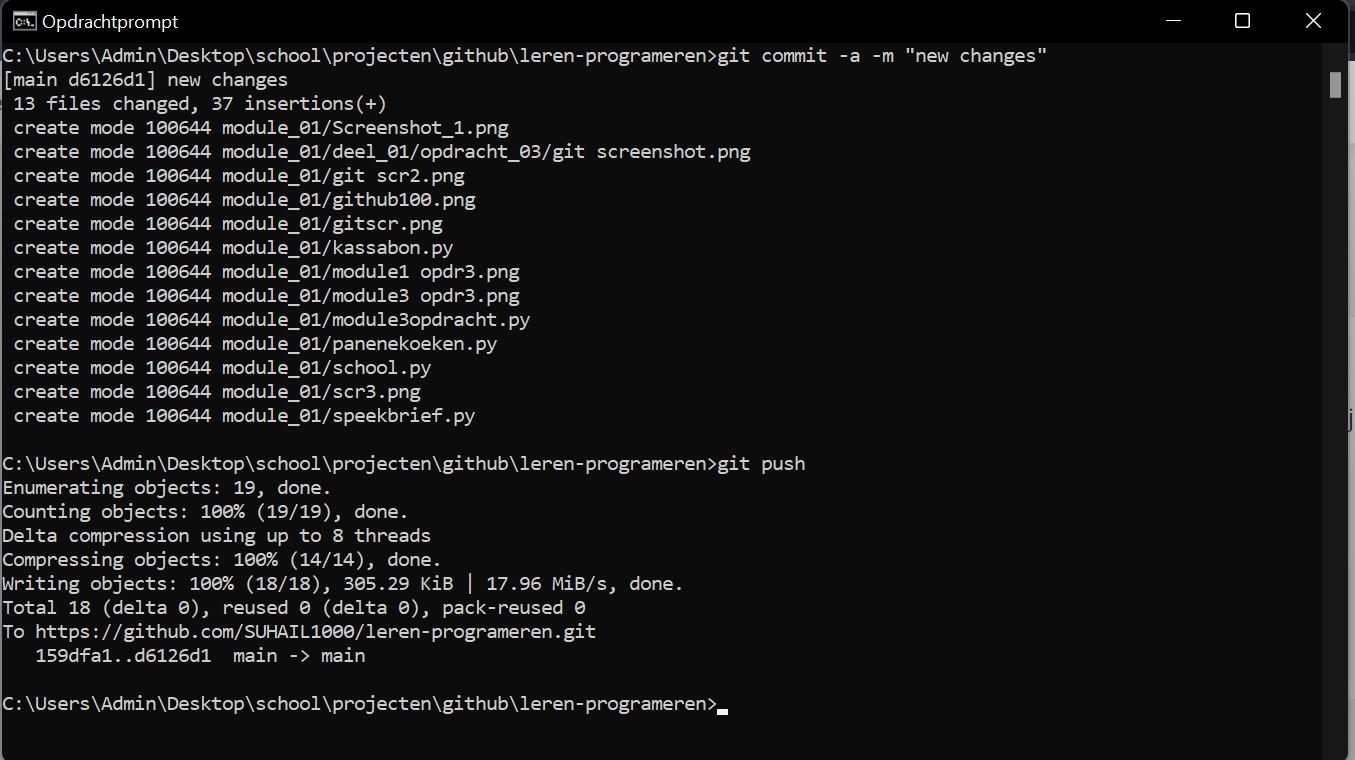 Opdrachtprompt
C:\Users\Admin\Desktop\school\projecten\github\leren-programeren>git commit -a -m "new changes"
[main d6126d1] new changes
 13 files changed, 37 insertions(+)
 create mode 100644 module_01/Screenshot_1.png
 create mode 100644 module_01/deel_01/opdracht_03/git screenshot.png
 create mode 100644 module_01/git scr2.png
 create mode 100644 module_01/github100.png
 create mode 100644 module_01/gitscr.png
 create mode 100644 module_01/kassabon.py
 create mode 100644 module_01/module1 opdr3.png
 create mode 100644 module_01/module3 opdr3.png
 create mode 100644 module_01/module3opdracht.py
 create mode 100644 module_01/panenekoeken.py
 create mode 100644 module_01/school.py
 create mode 100644 module_01/scr3.png
 create mode 100644 module_01/speekbrief.py
C:\Users\Admin\Desktop\school\projecten\github\leren-programeren>git push
Enumerating objects: 19, done.
Counting objects: 100% (19/19), done.
Delta compression using up to 8 threads
Compressing objects: 100% (14/14), done.
Writing objects: 100% (18/18), 305.29 KiB | 17.96 MiB/s, done.
Total 18 (delta 0), reused 0 (delta 0), pack-reused 0
To https://github.com/SUHAIL1000/leren-programeren.git
   159dfa1..d6126d1  main -> main
C:\Users\Admin\Desktop\school\projecten\github\leren-programeren>